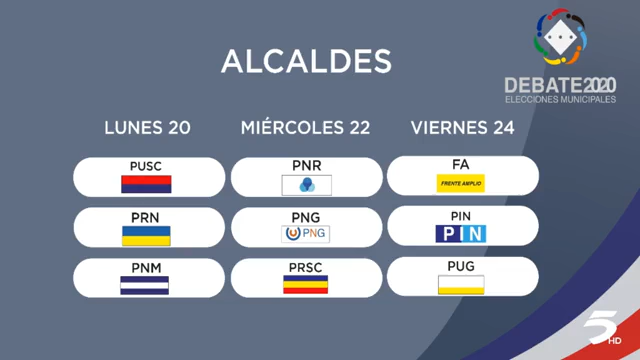 ALCALDES
DEBATE2020
ELECCIONES MUNICIPALES
LUNES 20
MIÉRCOLES 22
VIERNES 24
PUSC
PNR
FA
FRENTE AMPLIO
PRN
PNG
PNG
PIN
PIN
PNM
PRSC
PUG
5
HD